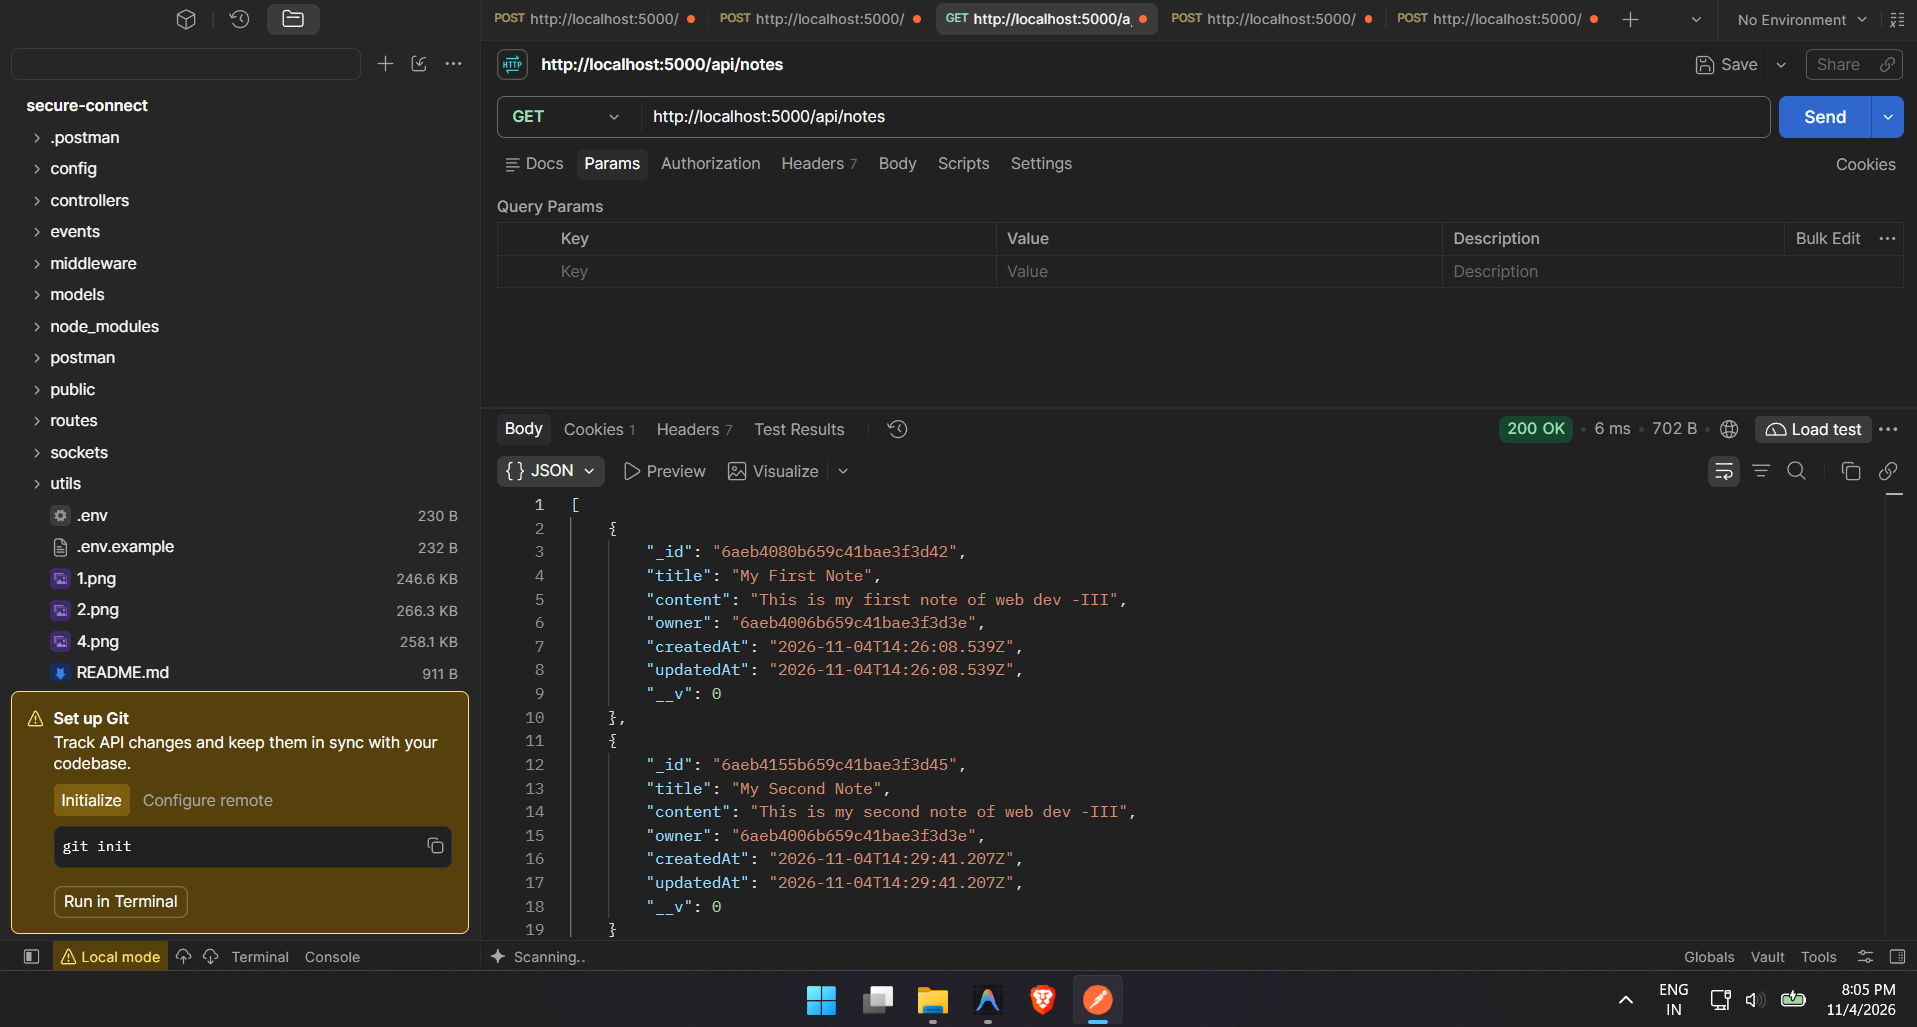 POST http://localhost:5000/
POST http://localhost:5000/
GET http://localhost:5000/a
POST http://localhost:5000/
POST http://localhost:5000/
No Environment
HTTP http://localhost:5000/api/notes
Save
Share
GET http://localhost:5000/api/notes
Send
Docs Params Authorization Headers 7 Body Scripts Settings
Cookies
Query Params
Key Value Description Bulk Edit
Key Value Description
secure-connect
.postman
config
controllers
events
middleware
models
node_modules
postman
public
routes
sockets
utils
.env 230 B
.env.example 232 B
1.png 246.6 KB
2.png 266.3 KB
4.png 258.1 KB
README.md 911 B
Set up Git
Track API changes and keep them in sync with your
codebase.
Initialize Configure remote
git init
Run in Terminal
Body Cookies 1 Headers 7 Test Results
200 OK 6 ms 702 B Load test
{} JSON Preview Visualize
1 [
2 {
3 "_id": "6aeb4080b659c41bae3f3d42",
4 "title": "My First Note",
5 "content": "This is my first note of web dev -III",
6 "owner": "6aeb4006b659c41bae3f3d3e",
7 "createdAt": "2026-11-04T14:26:08.539Z",
8 "updatedAt": "2026-11-04T14:26:08.539Z",
9 "__v": 0
10 },
11 {
12 "_id": "6aeb4155b659c41bae3f3d45",
13 "title": "My Second Note",
14 "content": "This is my second note of web dev -III",
15 "owner": "6aeb4006b659c41bae3f3d3e",
16 "createdAt": "2026-11-04T14:29:41.207Z",
17 "updatedAt": "2026-11-04T14:29:41.207Z",
18 "__v": 0
19 }
Local mode Terminal Console
Scanning..
Globals Vault Tools
ENG
IN
8:05 PM
11/4/2026